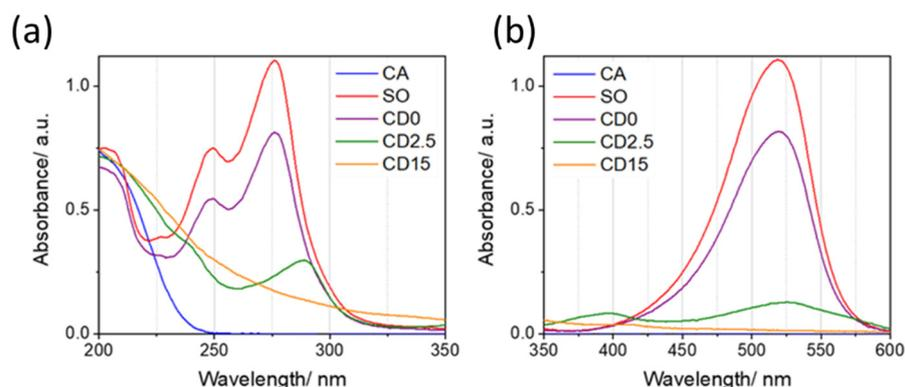 (a)
Absorbance/ a.u.
1.0
0.5
0.0
CA
SO
CD0
CD2.5
CD15
200
250
300
350
Wavelength/ nm
(b)
Absorbance/ a.u.
1.0
0.5
0.0
CA
SO
CD0
CD2.5
CD15
350
400
450
500
550
600
Wavelength/ nm